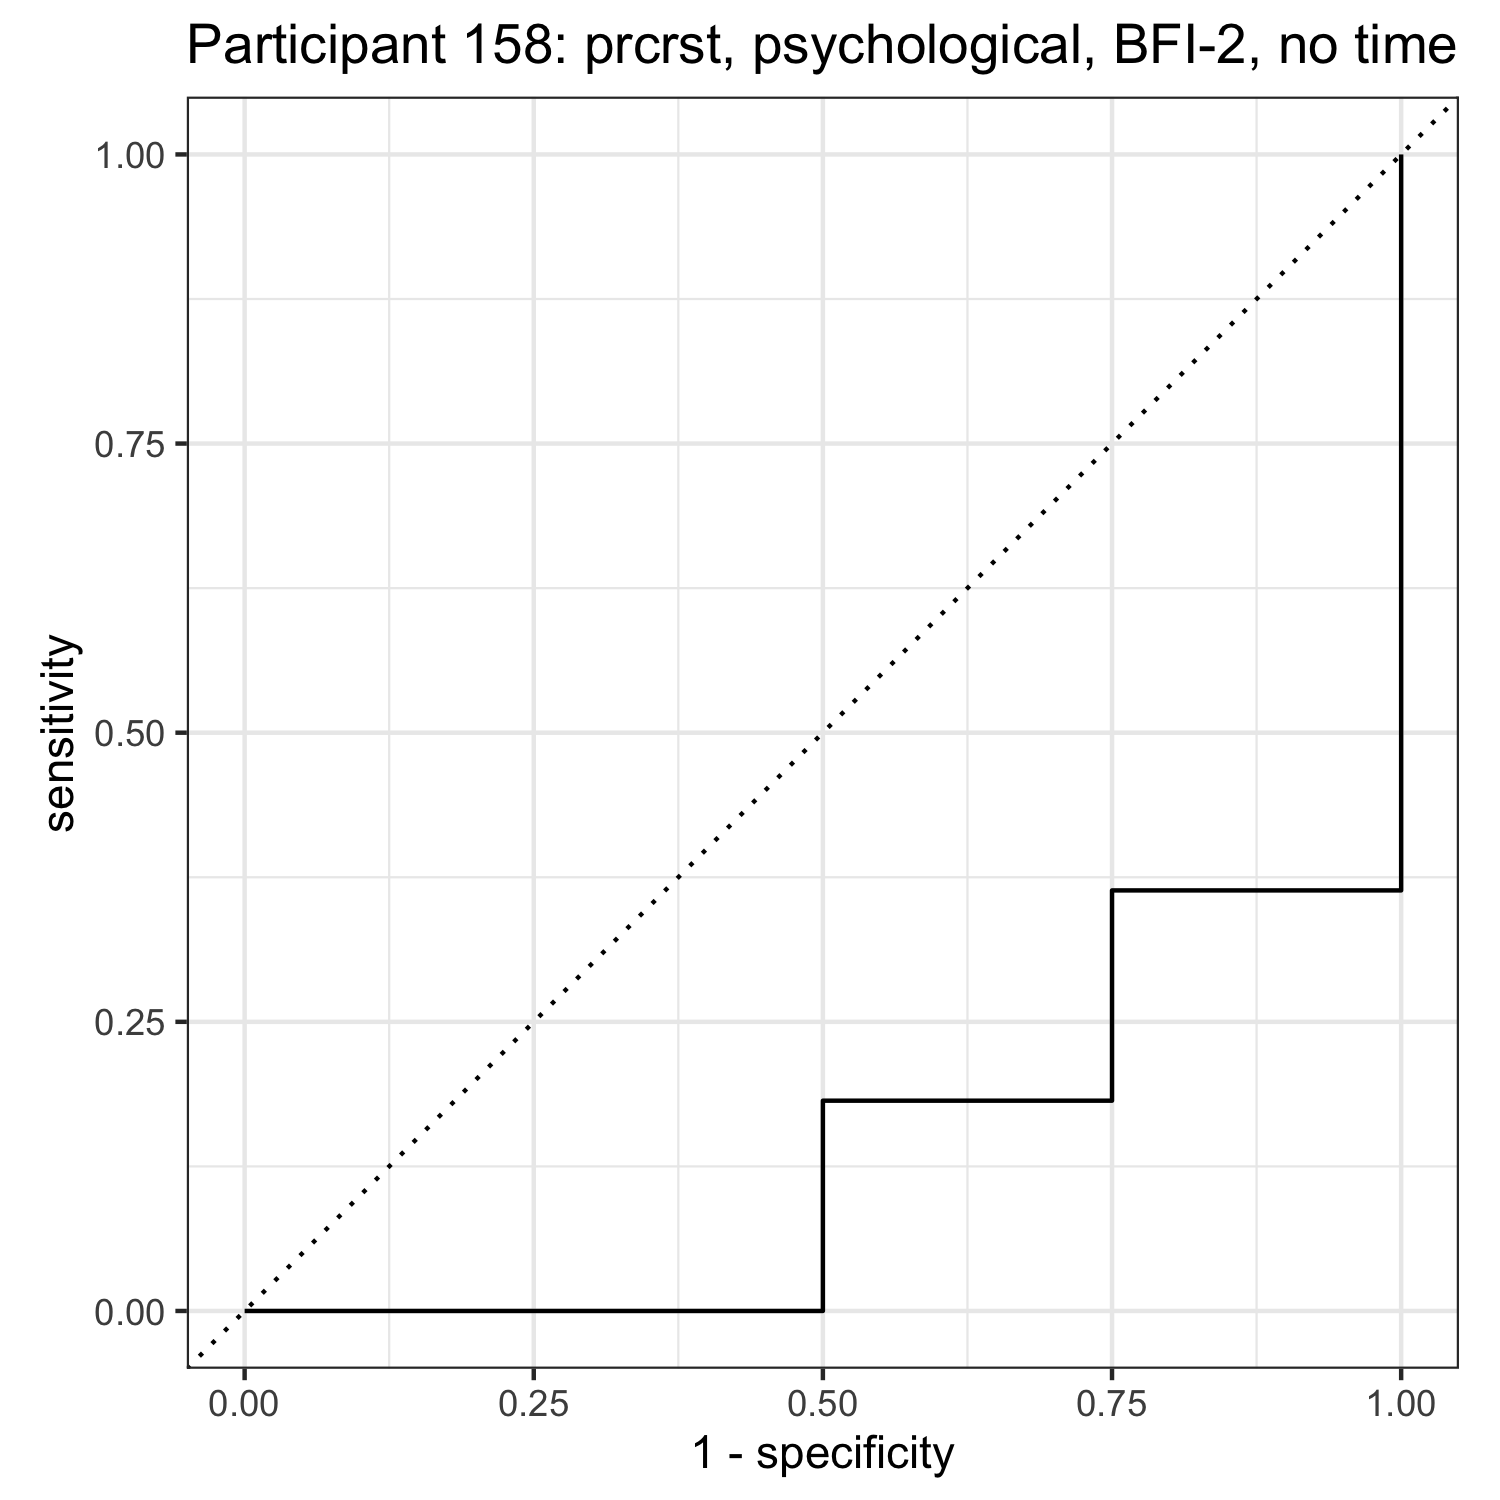 Participant 158: prcrst, psychological, BFI-2, no time
sensitivity
1.00
0.75
0.50
0.25
0.00
0.00 0.25 0.50 0.75 1.00
1 - specificity